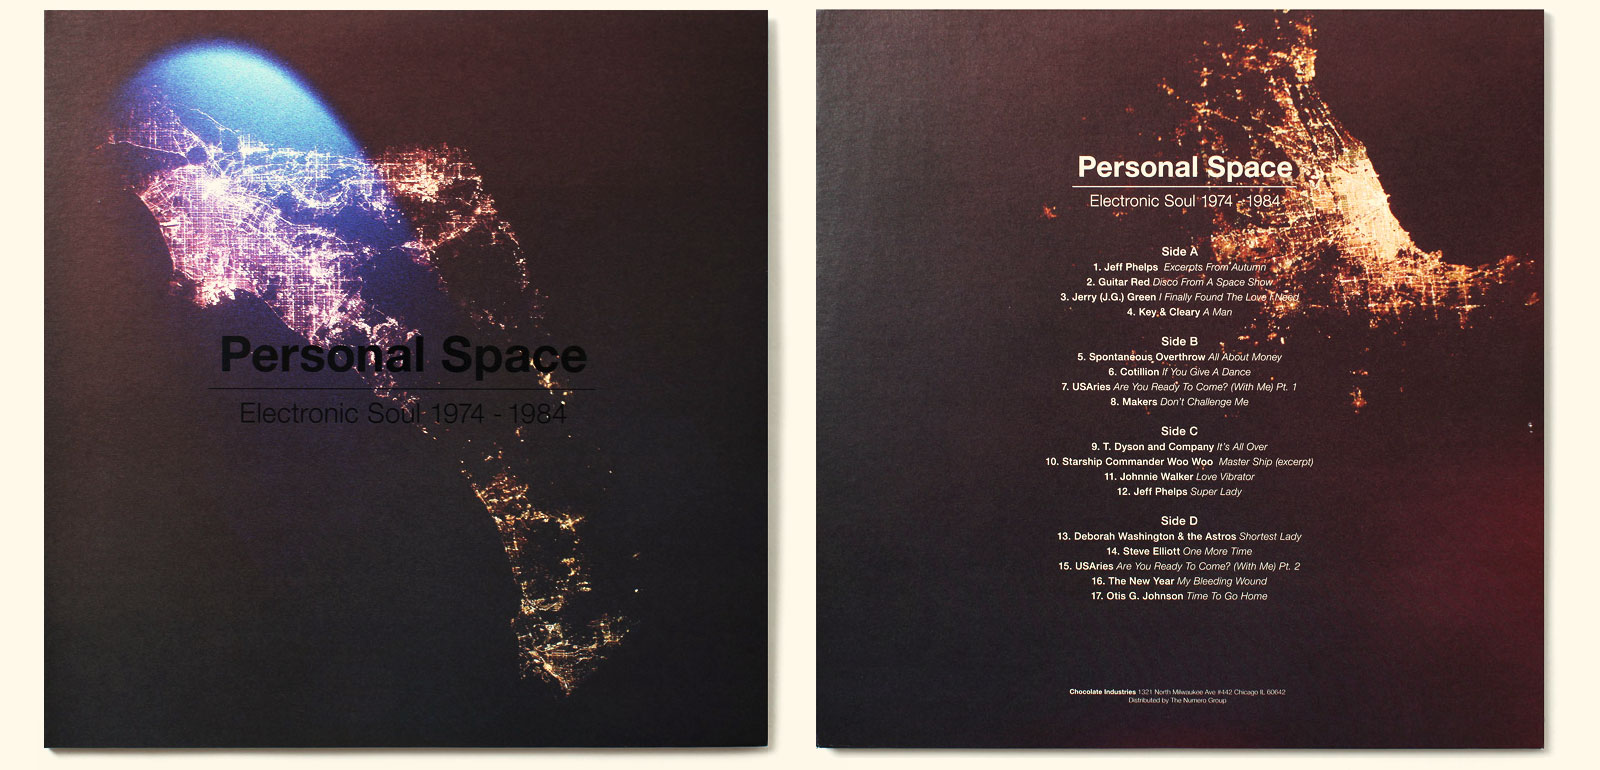 Personal Space
Electronic Soul 1974 - 1984
Personal Space
Electronic Soul 1974 - 1984
Side A
1. Jeff Phelps Excerpts From Autumn
2. Guitar Red Disco From A Space Show
3. Jerry (J.G.) Green I Finally Found The Love I Need
4. Key & Cleary A Man
Side B
5. Spontaneous Overthrow All About Money
6. Cotillion If You Give A Dance
7. USAries Are You Ready To Come? (With Me) Pt. 1
8. Makers Don't Challenge Me
Side C
9. T. Dyson and Company It's All Over
10. Starship Commander Woo Woo Master Ship (excerpt)
11. Johnnie Walker Love Vibrator
12. Jeff Phelps Super Lady
Side D
13. Deborah Washington & the Astros Shortest Lady
14. Steve Elliott One More Time
15. USAries Are You Ready To Come? (With Me) Pt. 2
16. The New Year My Bleeding Wound
17. Otis G. Johnson Time To Go Home
Chocolate Industries 1321 North Milwaukee Ave #442 Chicago IL 60642
Distributed by The Numero Group